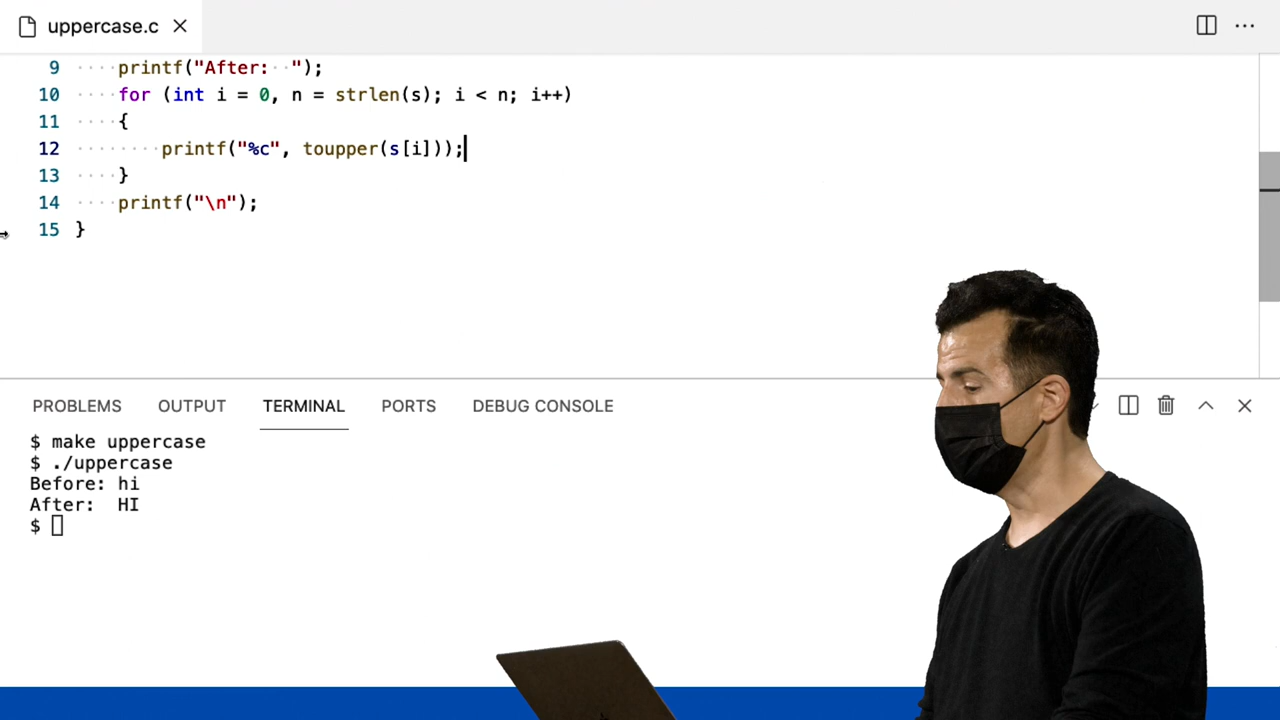 uppercase.c
9 printf("After:  ");
10 for (int i = 0, n = strlen(s); i < n; i++)
11 {
12 printf("%c", toupper(s[i]));
13 }
14 printf("\n");
15 }
PROBLEMS OUTPUT TERMINAL PORTS DEBUG CONSOLE
$ make uppercase
$ ./uppercase
Before: hi
After:  HI
$